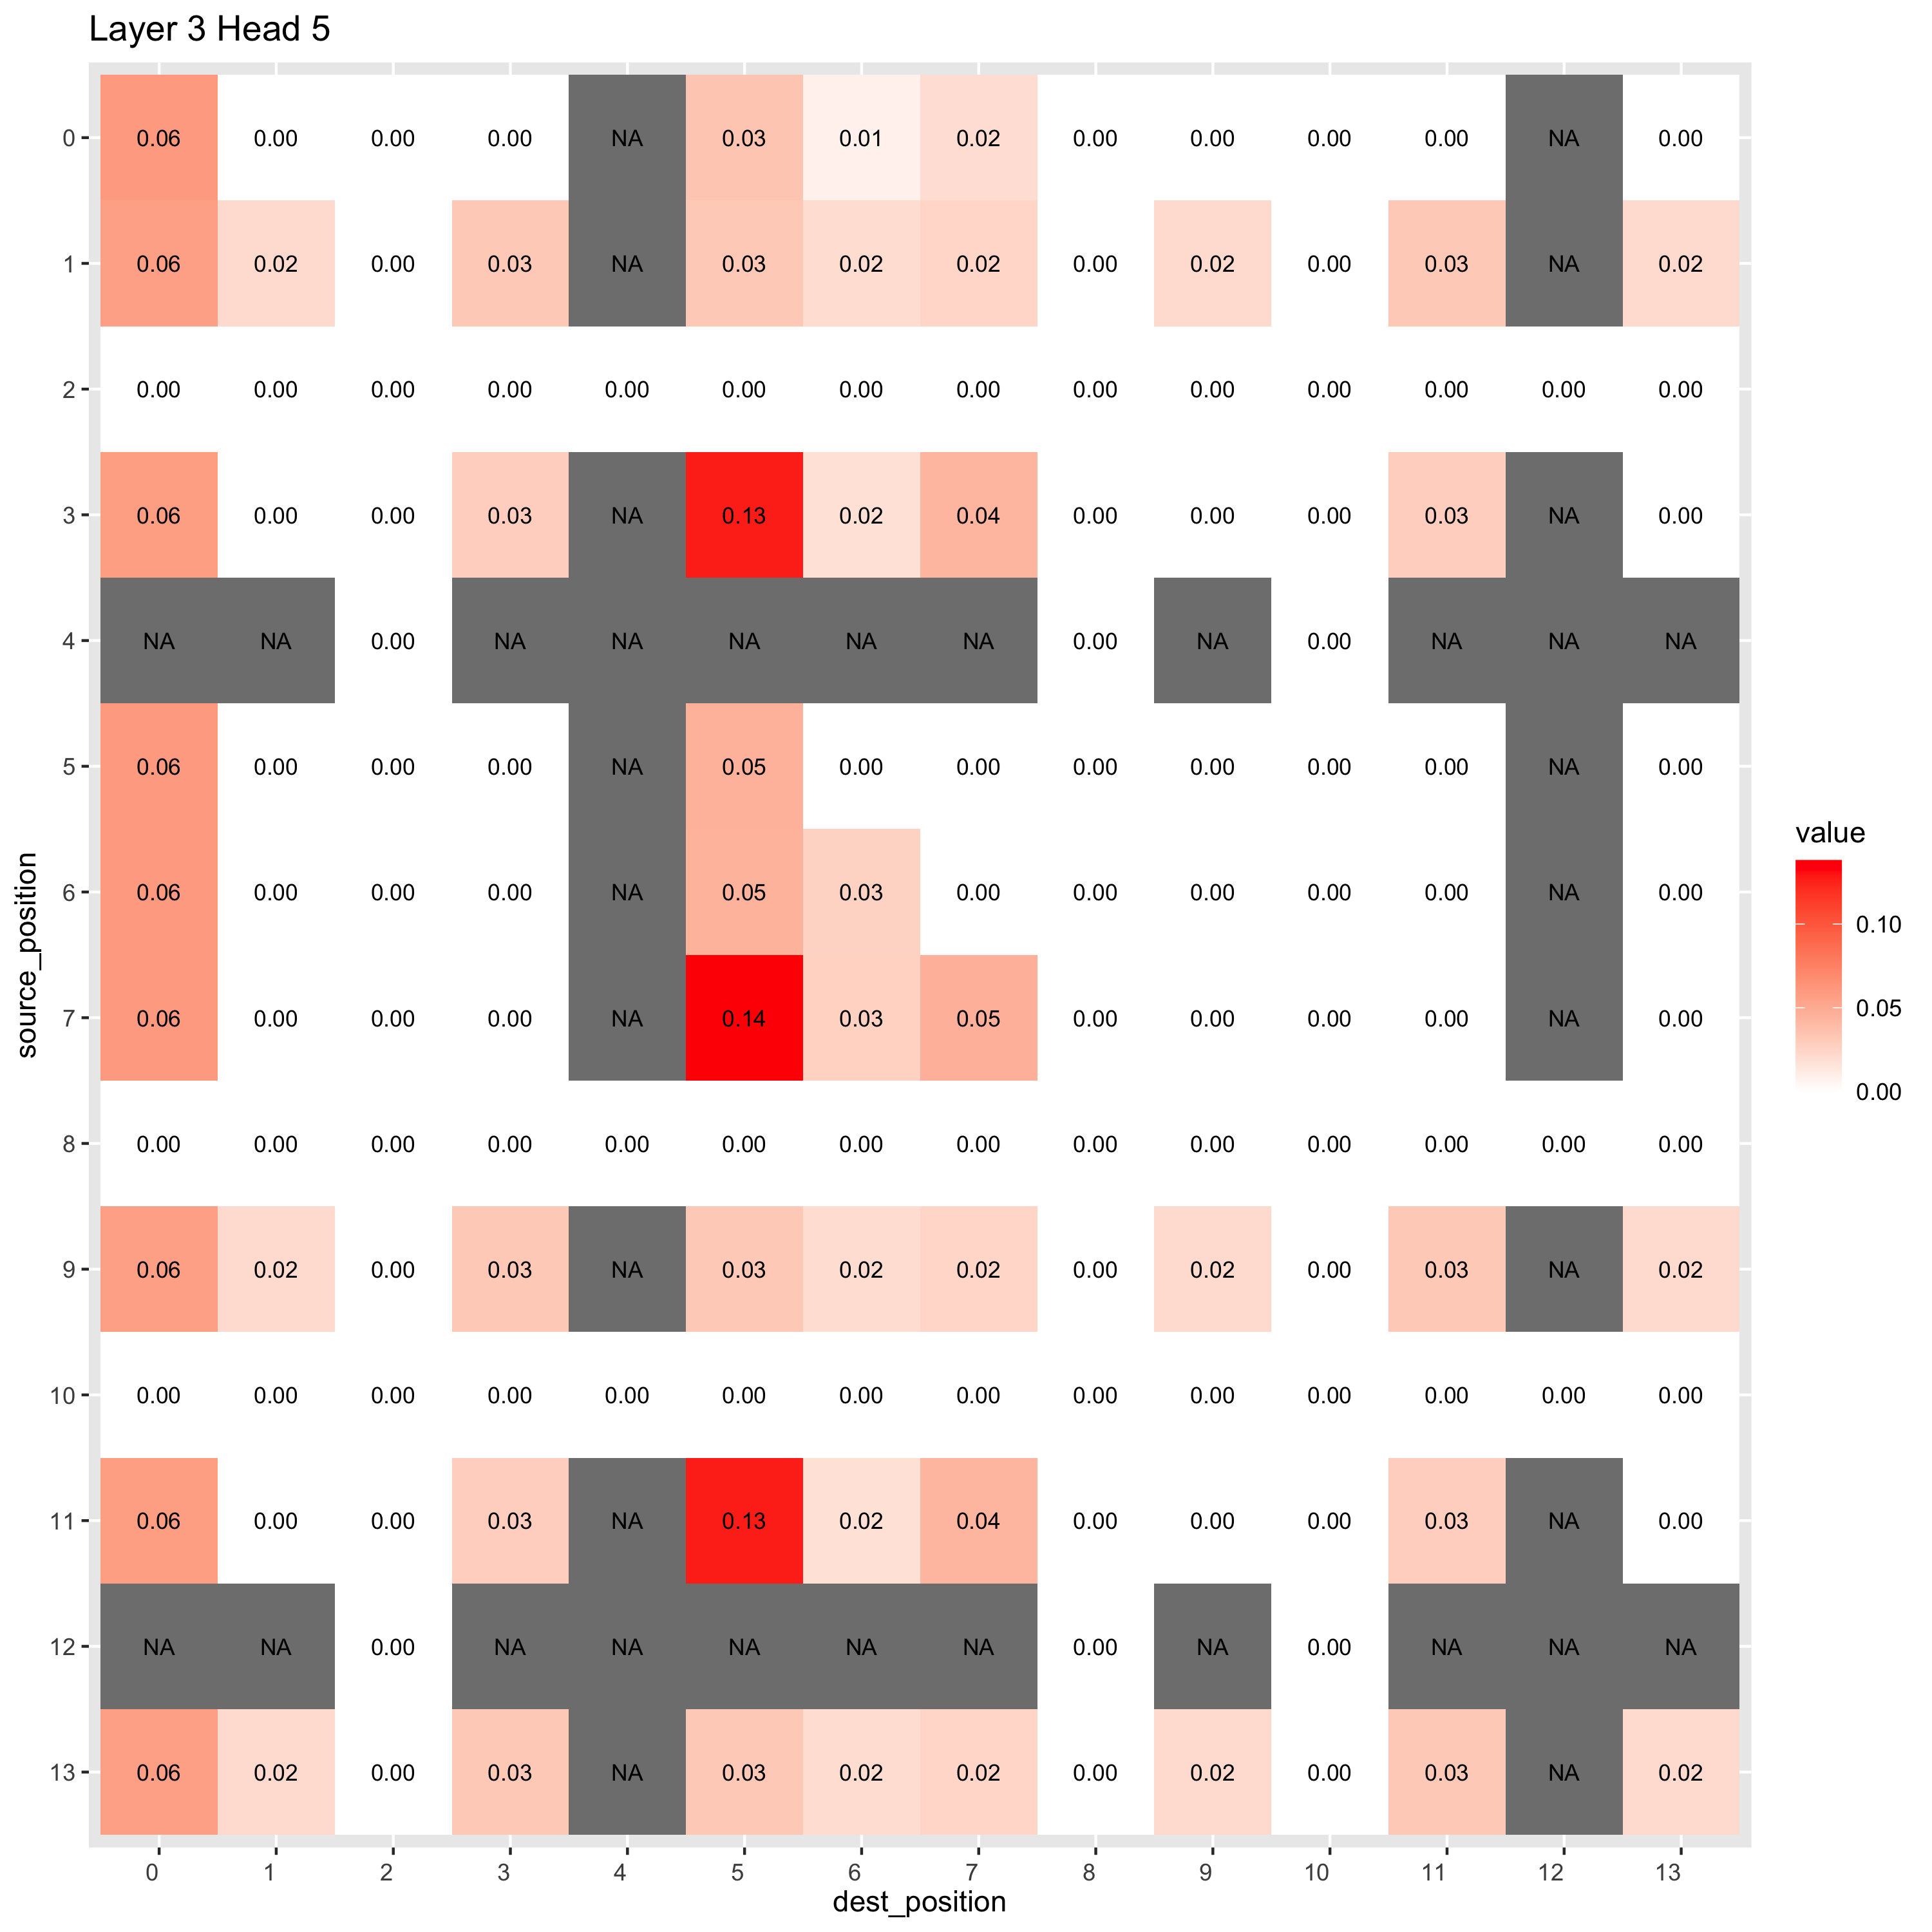 Layer 3 Head 5
0 0.06 0.00 0.00 0.00 NA 0.03 0.01 0.02 0.00 0.00 0.00 0.00 NA 0.00
1 0.06 0.02 0.00 0.03 NA 0.03 0.02 0.02 0.00 0.02 0.00 0.03 NA 0.02
2 0.00 0.00 0.00 0.00 0.00 0.00 0.00 0.00 0.00 0.00 0.00 0.00 0.00 0.00
3 0.06 0.00 0.00 0.03 NA 0.13 0.02 0.04 0.00 0.00 0.00 0.03 NA 0.00
4 NA NA 0.00 NA NA NA NA NA 0.00 NA 0.00 NA NA NA
5 0.06 0.00 0.00 0.00 NA 0.05 0.00 0.00 0.00 0.00 0.00 0.00 NA 0.00
6 0.06 0.00 0.00 0.00 NA 0.05 0.03 0.00 0.00 0.00 0.00 0.00 NA 0.00
7 0.06 0.00 0.00 0.00 NA 0.14 0.03 0.05 0.00 0.00 0.00 0.00 NA 0.00
8 0.00 0.00 0.00 0.00 0.00 0.00 0.00 0.00 0.00 0.00 0.00 0.00 0.00 0.00
9 0.06 0.02 0.00 0.03 NA 0.03 0.02 0.02 0.00 0.02 0.00 0.03 NA 0.02
10 0.00 0.00 0.00 0.00 0.00 0.00 0.00 0.00 0.00 0.00 0.00 0.00 0.00 0.00
11 0.06 0.00 0.00 0.03 NA 0.13 0.02 0.04 0.00 0.00 0.00 0.03 NA 0.00
12 NA NA 0.00 NA NA NA NA NA 0.00 NA 0.00 NA NA NA
13 0.06 0.02 0.00 0.03 NA 0.03 0.02 0.02 0.00 0.02 0.00 0.03 NA 0.02
0 1 2 3 4 5 6 7 8 9 10 11 12 13
dest_position
source_position
value
0.10
0.05
0.00